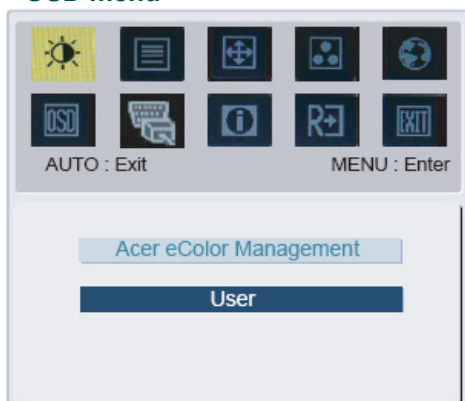 OSD menu
OSD
R
EXIT
AUTO : Exit MENU : Enter
Acer eColor Management
User